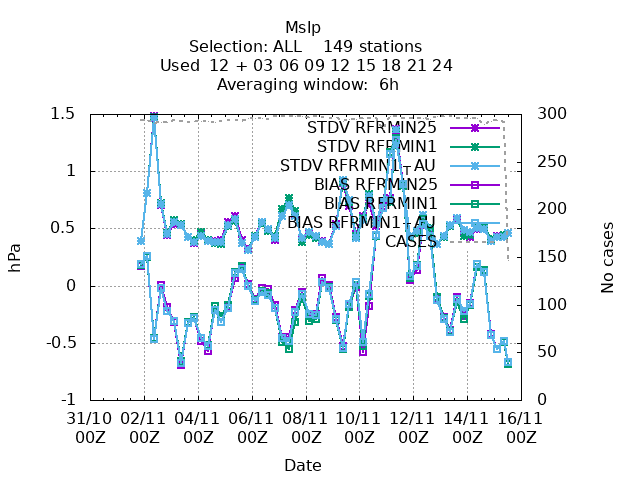 Mslp
Selection: ALL    149 stations
Used  12 + 03 06 09 12 15 18 21 24
Averaging window:  6h
1.5
1
0.5
0
-0.5
-1
hPa
300
250
200
150
100
50
0
No cases
STDV RFRMIN25
STDV RFRMIN1
STDV RFRMIN1+AU
BIAS RFRMIN25
BIAS RFRMIN1
BIAS RFRMIN1+AU
CASES
31/10 02/11 04/11 06/11 08/11 10/11 12/11 14/11 16/11
00Z 00Z 00Z 00Z 00Z 00Z 00Z 00Z 00Z
Date